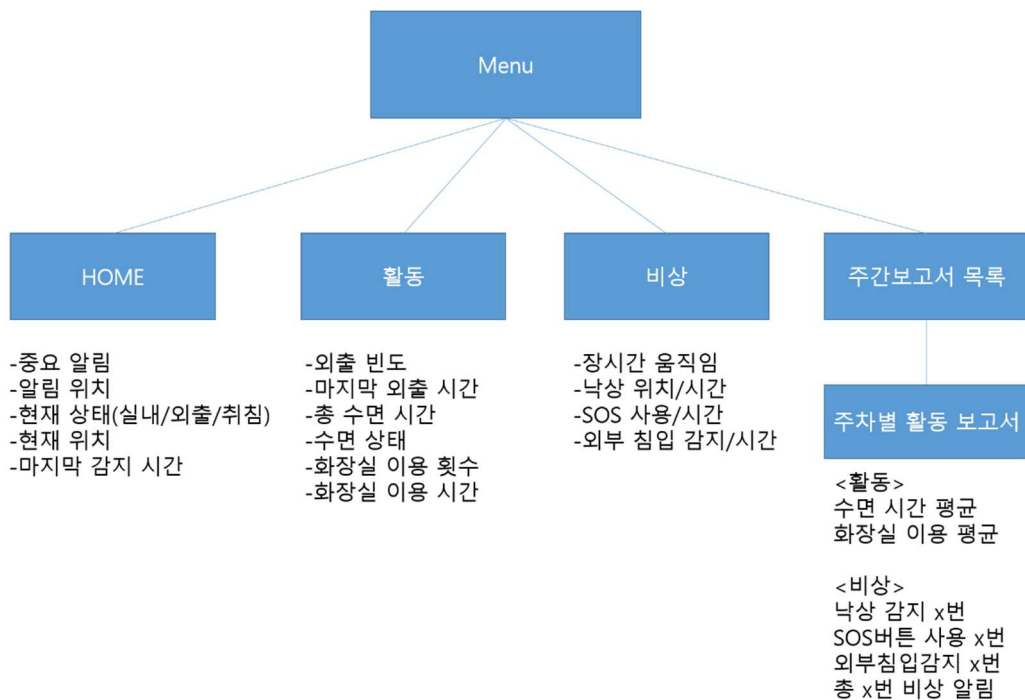 Menu
HOME
-중요 알림
-알림 위치
-현재 상태(실내/외출/취침)
-현재 위치
-마지막 감지 시간
활동
-외출 빈도
-마지막 외출 시간
-총 수면 시간
-수면 상태
-화장실 이용 횟수
-화장실 이용 시간
비상
-장시간 움직임
-낙상 위치/시간
-SOS 사용/시간
-외부 침입 감지/시간
주간보고서 목록
주차별 활동 보고서
<활동>
수면 시간 평균
화장실 이용 평균
<비상>
낙상 감지 x번
SOS버튼 사용 x번
외부침입감지 x번
총 x번 비상 알림